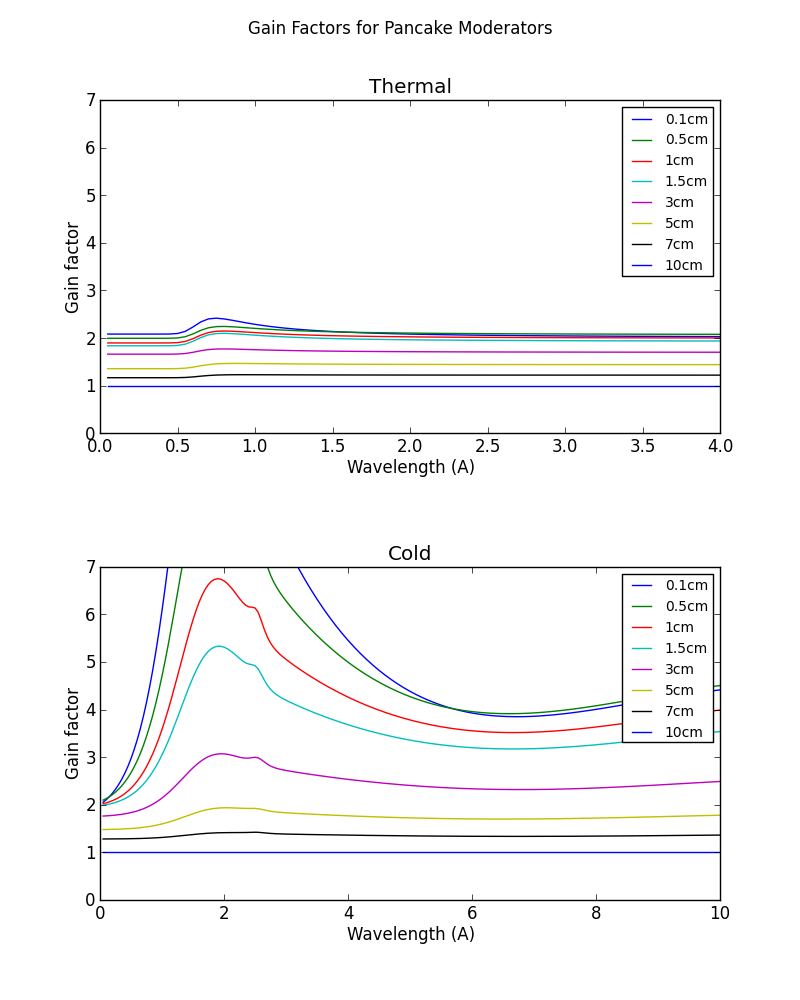 Gain Factors for Pancake Moderators
Thermal
7
6
5
4
3
2
1
0
Gain factor
0.1cm
0.5cm
1cm
1.5cm
3cm
5cm
7cm
10cm
0.0 0.5 1.0 1.5 2.0 2.5 3.0 3.5 4.0
Wavelength (A)
Cold
7
6
5
4
3
2
1
0
Gain factor
0.1cm
0.5cm
1cm
1.5cm
3cm
5cm
7cm
10cm
0 2 4 6 8 10
Wavelength (A)